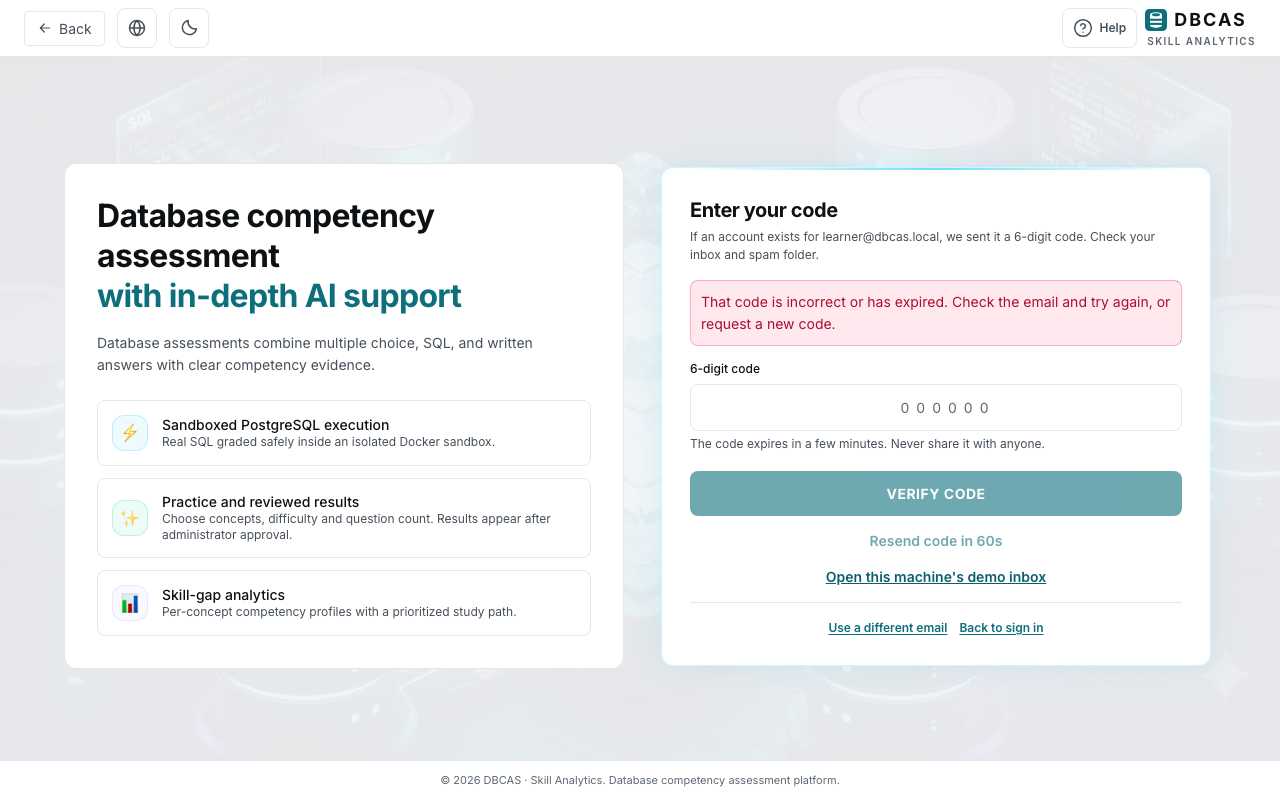 Back
Help
DBCAS
SKILL ANALYTICS
SQL
Database competency
assessment
with in-depth AI support
Database assessments combine multiple choice, SQL, and written
answers with clear competency evidence.
Sandboxed PostgreSQL execution
Real SQL graded safely inside an isolated Docker sandbox.
Practice and reviewed results
Choose concepts, difficulty and question count. Results appear after
administrator approval.
Skill-gap analytics
Per-concept competency profiles with a prioritized study path.
Enter your code
If an account exists for learner@dbcas.local, we sent it a 6-digit code. Check your
inbox and spam folder.
That code is incorrect or has expired. Check the email and try again, or
request a new code.
6-digit code
000000
The code expires in a few minutes. Never share it with anyone.
VERIFY CODE
Resend code in 60s
Open this machine's demo inbox
Use a different email Back to sign in
© 2026 DBCAS · Skill Analytics. Database competency assessment platform.